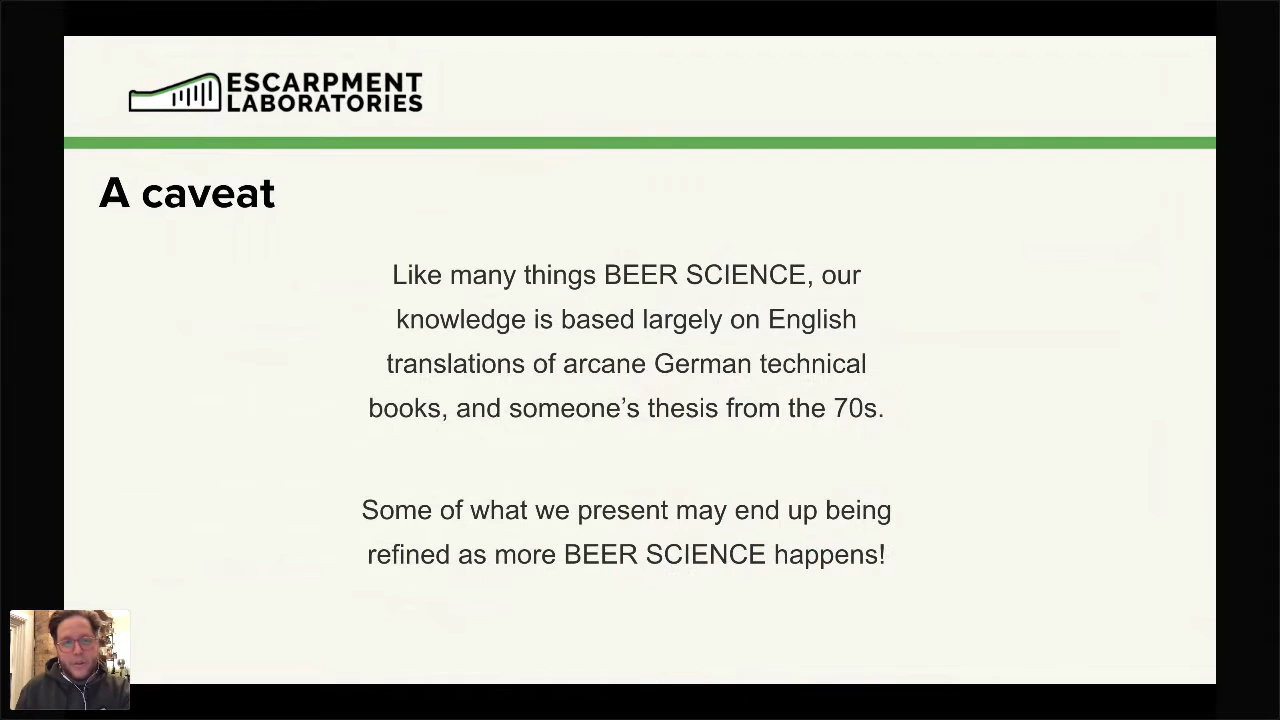 ESCARPMENT
LABORATORIES
A caveat
Like many things BEER SCIENCE, our
knowledge is based largely on English
translations of arcane German technical
books, and someone’s thesis from the 70s.
Some of what we present may end up being
refined as more BEER SCIENCE happens!